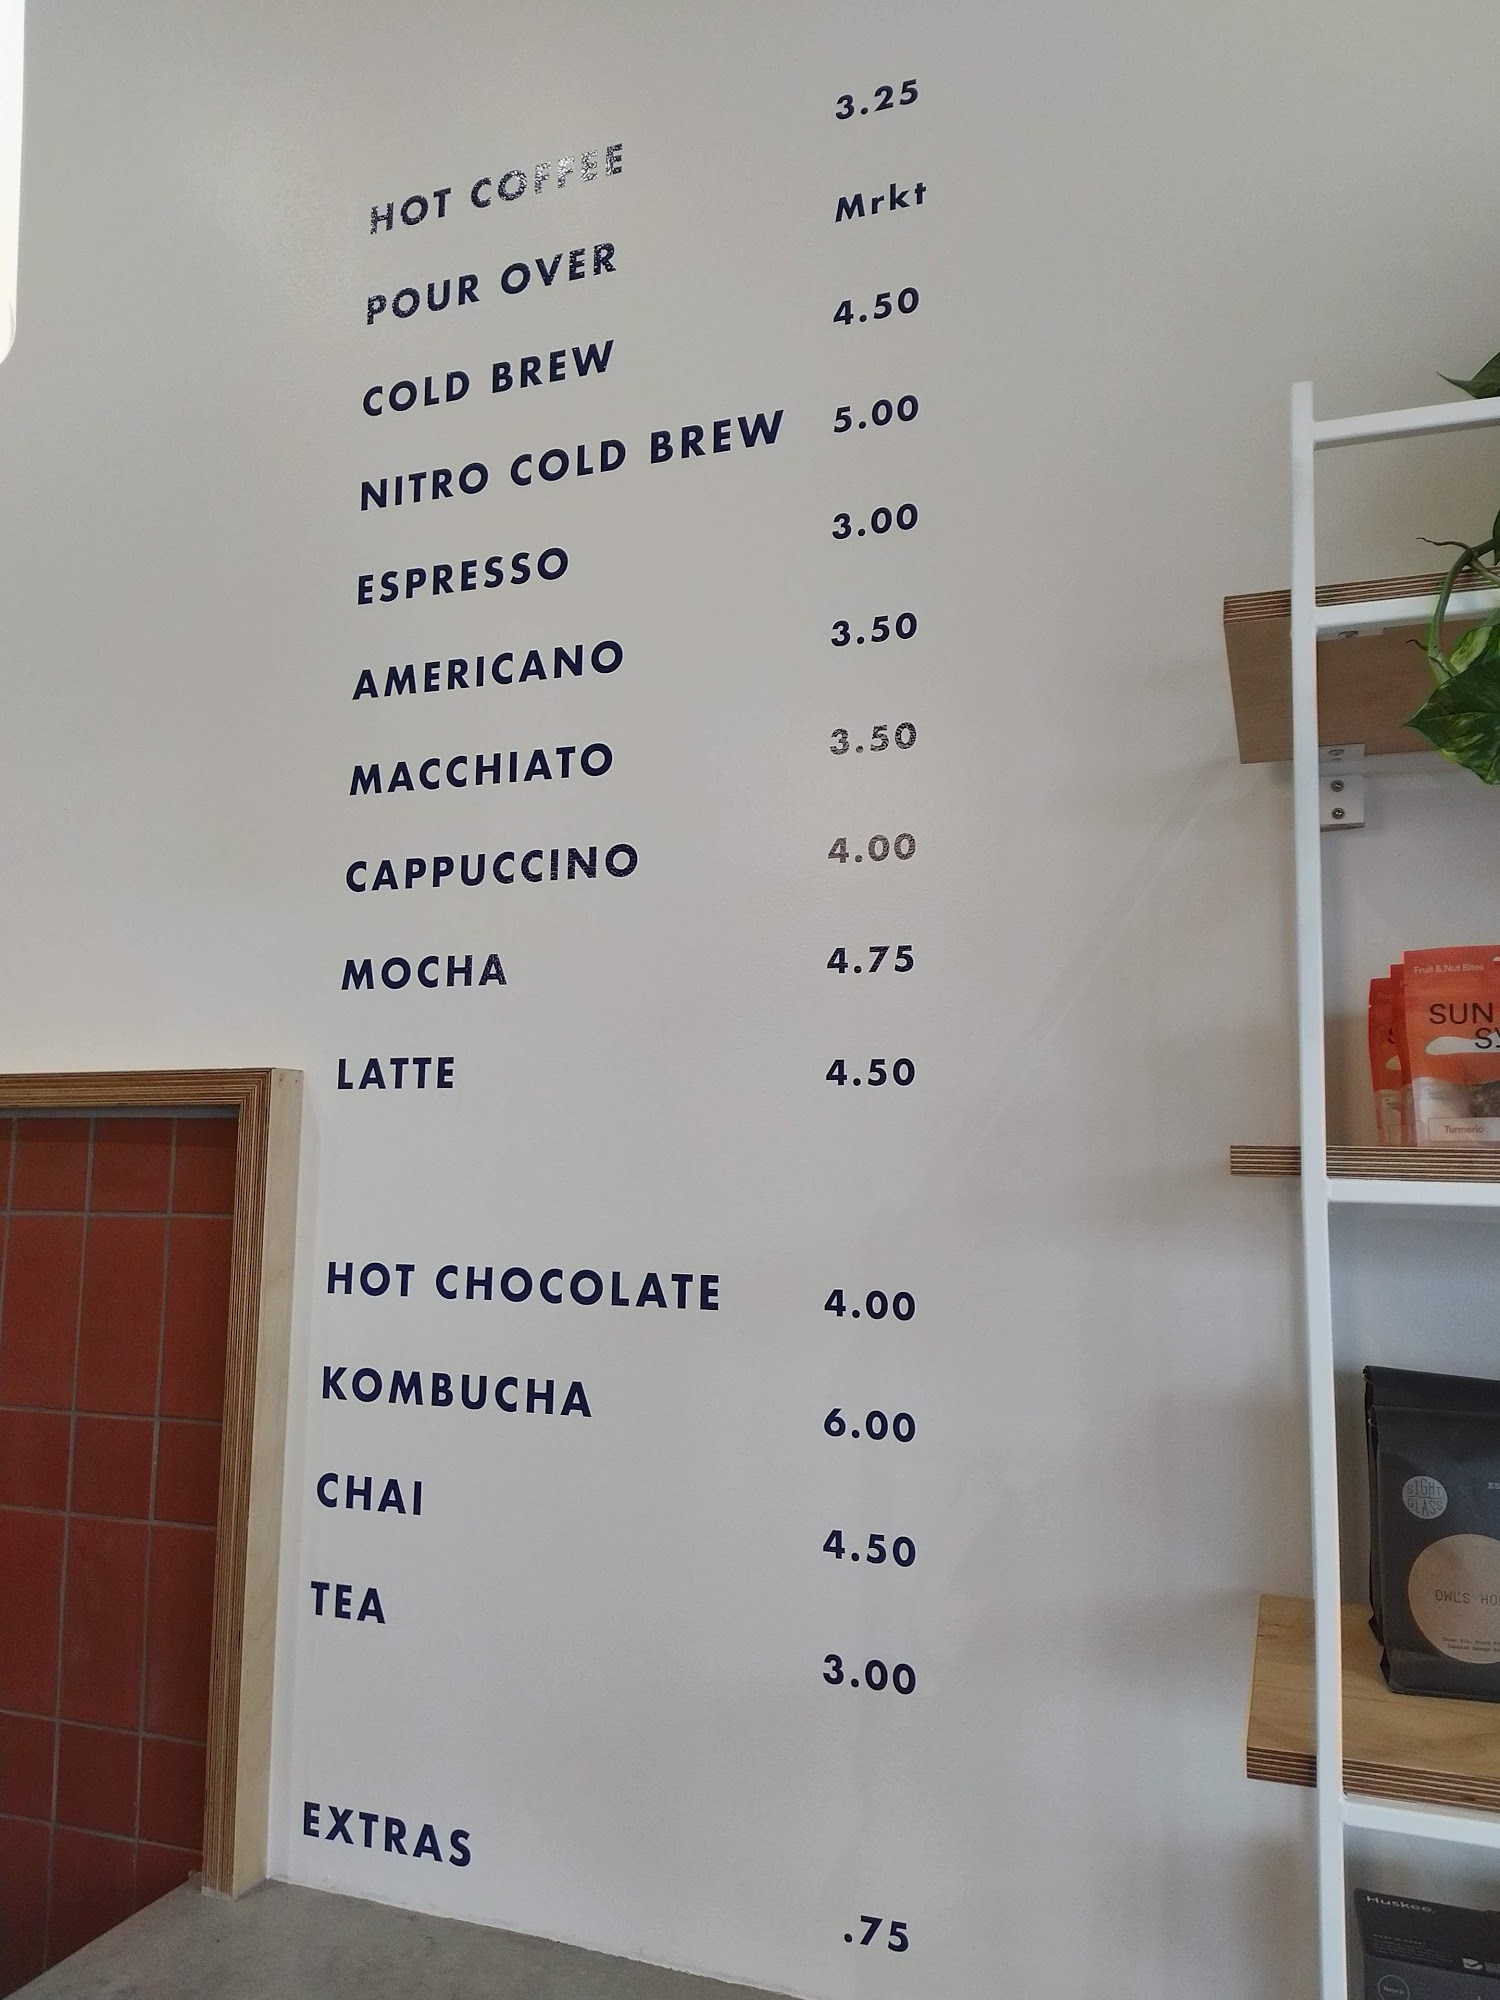 HOT COFFEE 3.25
POUR OVER Mrkt
COLD BREW 4.50
NITRO COLD BREW 5.00
ESPRESSO 3.00
AMERICANO 3.50
MACCHIATO 3.50
CAPPUCCINO 4.00
MOCHA 4.75
LATTE 4.50
HOT CHOCOLATE 4.00
KOMBUCHA 6.00
CHAI 4.50
TEA 3.00
EXTRAS .75
Fruit & Nut Bites
SUN
Turmeric
SIGHT
GLASS
OWL'S
Huskee.